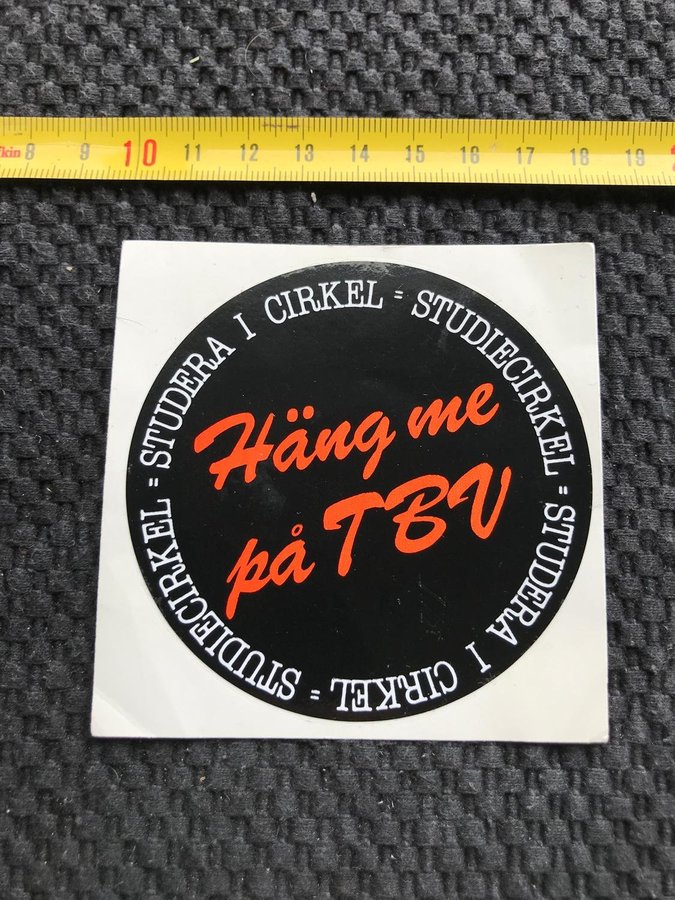 fkin 8 9 10 11 12 13 14 15 16 17 18 19
STUDERA I CIRKEL = STUDIECIRKEL = STUDERA I CIRKEL = STUDIECIRKEL =
Häng me
på TBV